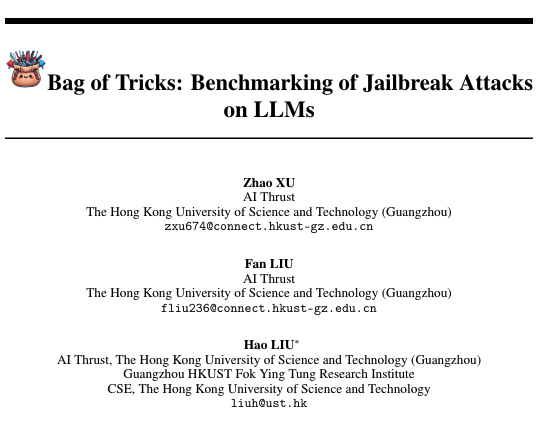 Bag of Tricks: Benchmarking of Jailbreak Attacks
on LLMs
Zhao XU
AI Thrust
The Hong Kong University of Science and Technology (Guangzhou)
zxu674@connect.hkust-gz.edu.cn
Fan LIU
AI Thrust
The Hong Kong University of Science and Technology (Guangzhou)
fliu236@connect.hkust-gz.edu.cn
Hao LIU*
AI Thrust, The Hong Kong University of Science and Technology (Guangzhou)
Guangzhou HKUST Fok Ying Tung Research Institute
CSE, The Hong Kong University of Science and Technology
liuh@ust.hk